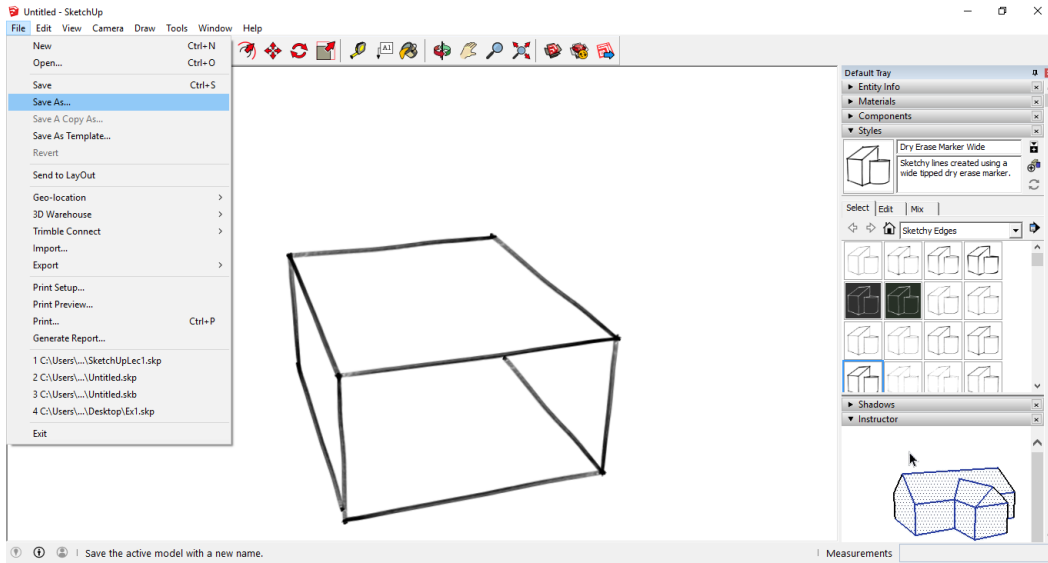 Untitled - SketchUp
File Edit View Camera Draw Tools Window Help
New Ctrl+N
Open... Ctrl+O
Save Ctrl+S
Save As...
Save A Copy As...
Save As Template...
Revert
Send to LayOut
Geo-location
3D Warehouse
Trimble Connect
Import...
Export
Print Setup...
Print Preview...
Print... Ctrl+P
Generate Report...
1 C:\Users\...\SketchUpLec1.skp
2 C:\Users\...\Untitled.skp
3 C:\Users\...\Untitled.skb
4 C:\Users\...\Desktop\Ex1.skp
Exit
A1
Default Tray
Entity Info
Materials
Components
Styles
Dry Erase Marker Wide
Sketchy lines created using a
wide tipped dry erase marker.
Select Edit Mix
Sketchy Edges
Shadows
Instructor
Save the active model with a new name.
Measurements